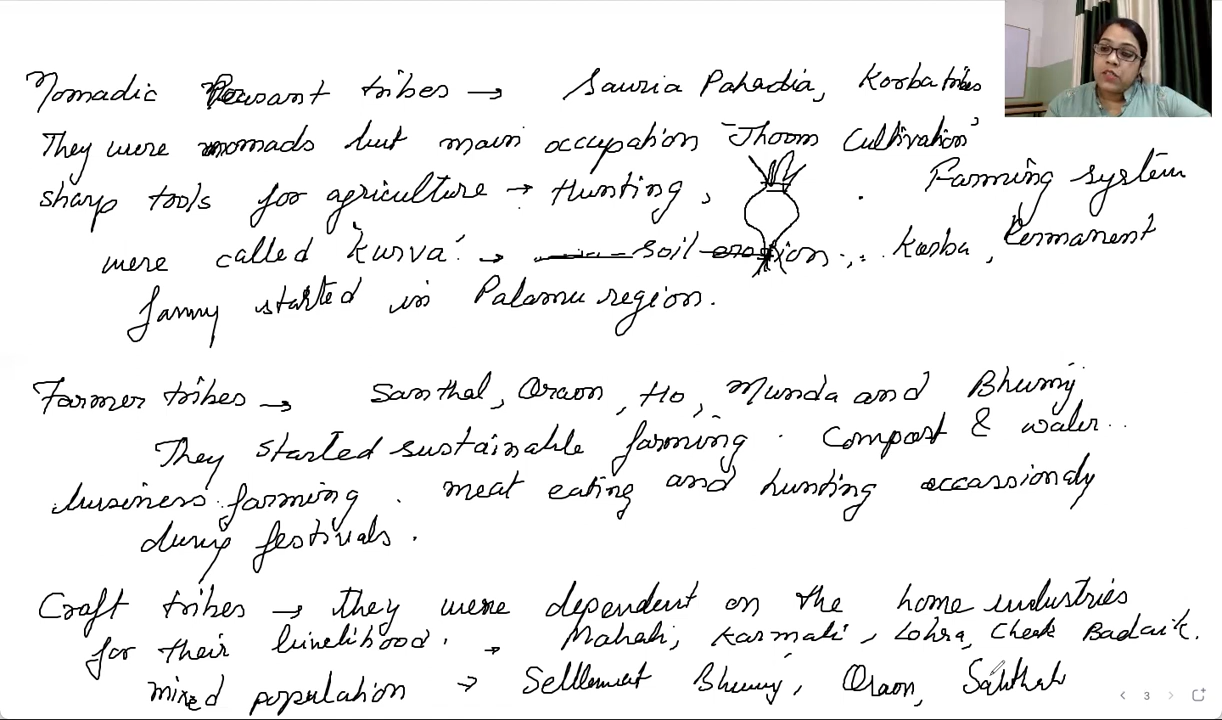 Nomadic Peasant tribes → Sauria Pahadia, Korba tribes
They were nomads but main occupation "Jhoom Cultivation"
sharp tools for agriculture → Hunting, . Farming system
were called 'Kurva' → soil erosion .,. Korba, Permanent
started in Palamu region.
Farmer tribes → Santhal, Oraon, Ho, Munda and Bhumij
They started sustainable farming . Compost & water..
business farming . meat eating and hunting occassionaly
during festivals .
Craft tribes → they were dependent on the home industries
for their livelihood . → Mahali, Karmali, Lohra, Cheek Badaik.
mixed population → Settlement Bhumij, Oraon, Sahthal
< 3 >